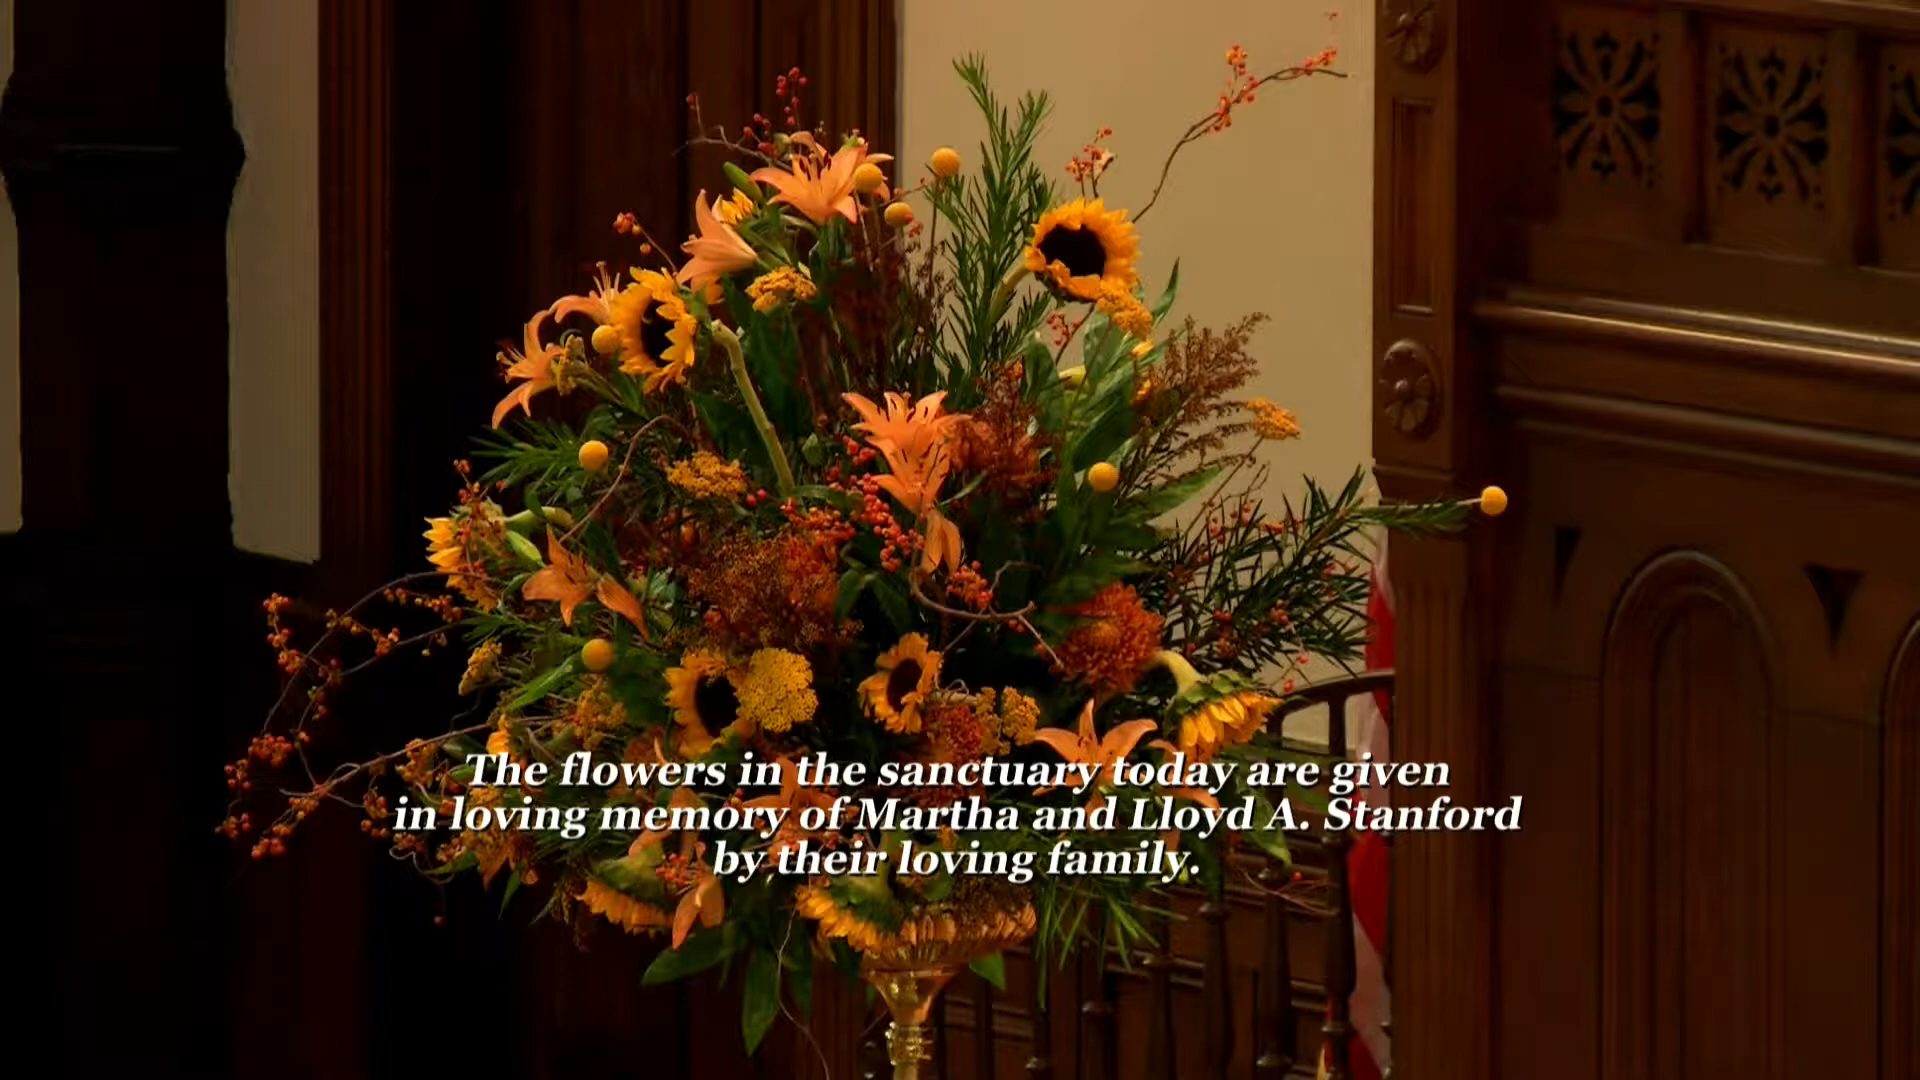 The flowers in the sanctuary today are given
in loving memory of Martha and Lloyd A. Stanford
by their loving family.